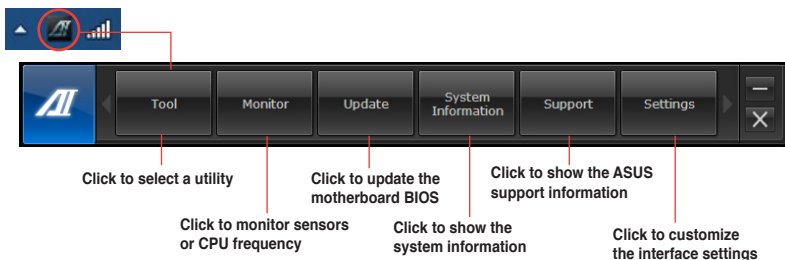 Tool
Monitor
Update
System
Information
Support
Settings
Click to select a utility
Click to update the
motherboard BIOS
Click to show the ASUS
support information
Click to monitor sensors
or CPU frequency
Click to show the
system information
Click to customize
the interface settings